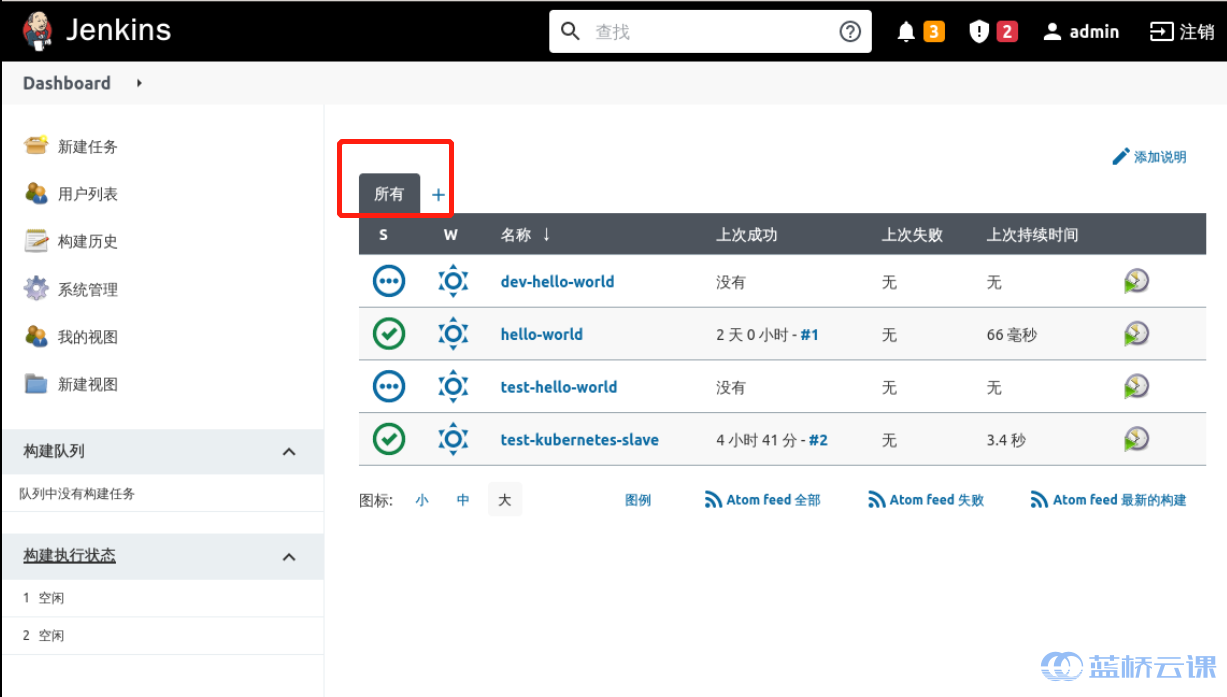 Jenkins 查找 3 2 admin 注销
Dashboard
新建任务
用户列表
构建历史
系统管理
我的视图
新建视图
构建队列
队列中没有构建任务
构建执行状态
1 空闲
2 空闲
添加说明
所有 +
S W 名称 ↓ 上次成功 上次失败 上次持续时间
dev-hello-world 没有 无 无
hello-world 2 天 0 小时 - #1 无 66 毫秒
test-hello-world 没有 无 无
test-kubernetes-slave 4 小时 41 分 - #2 无 3.4 秒
图标: 小 中 大 图例 Atom feed 全部 Atom feed 失败 Atom feed 最新的构建
蓝桥云课